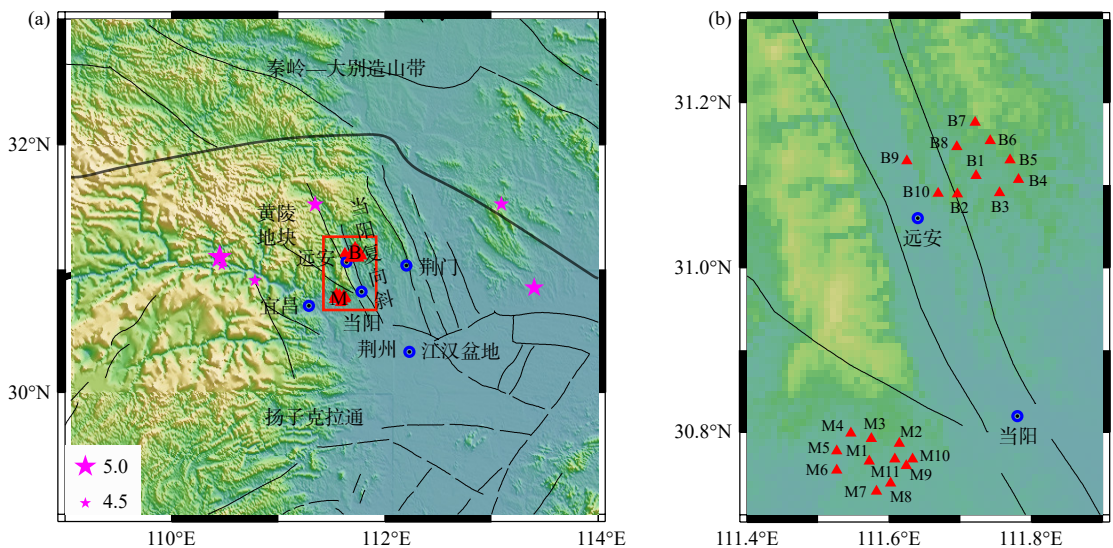 (a)
秦岭—大别造山带
32°N
黄陵
地块
当阳复向斜
远安
B
荆门
宜昌
M
当阳
荆州
江汉盆地
30°N
扬子克拉通
5.0
4.5
110°E
112°E
114°E
(b)
31.2°N
B7
B6
B8
B9
B1
B5
B4
B10
B2
B3
远安
31.0°N
30.8°N
当阳
M4
M3
M2
M5
M1
M10
M6
M11
M9
M7
M8
111.4°E
111.6°E
111.8°E